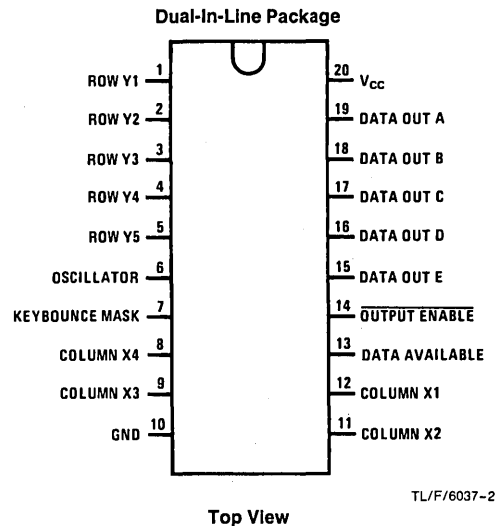 Dual-In-Line Package
ROW Y1 1 20 VCC
ROW Y2 2 19 DATA OUT A
ROW Y3 3 18 DATA OUT B
ROW Y4 4 17 DATA OUT C
ROW Y5 5 16 DATA OUT D
OSCILLATOR 6 15 DATA OUT E
KEYBOUNCE MASK 7 14 OUTPUT ENABLE
COLUMN X4 8 13 DATA AVAILABLE
COLUMN X3 9 12 COLUMN X1
GND 10 11 COLUMN X2
TL/F/6037-2
Top View